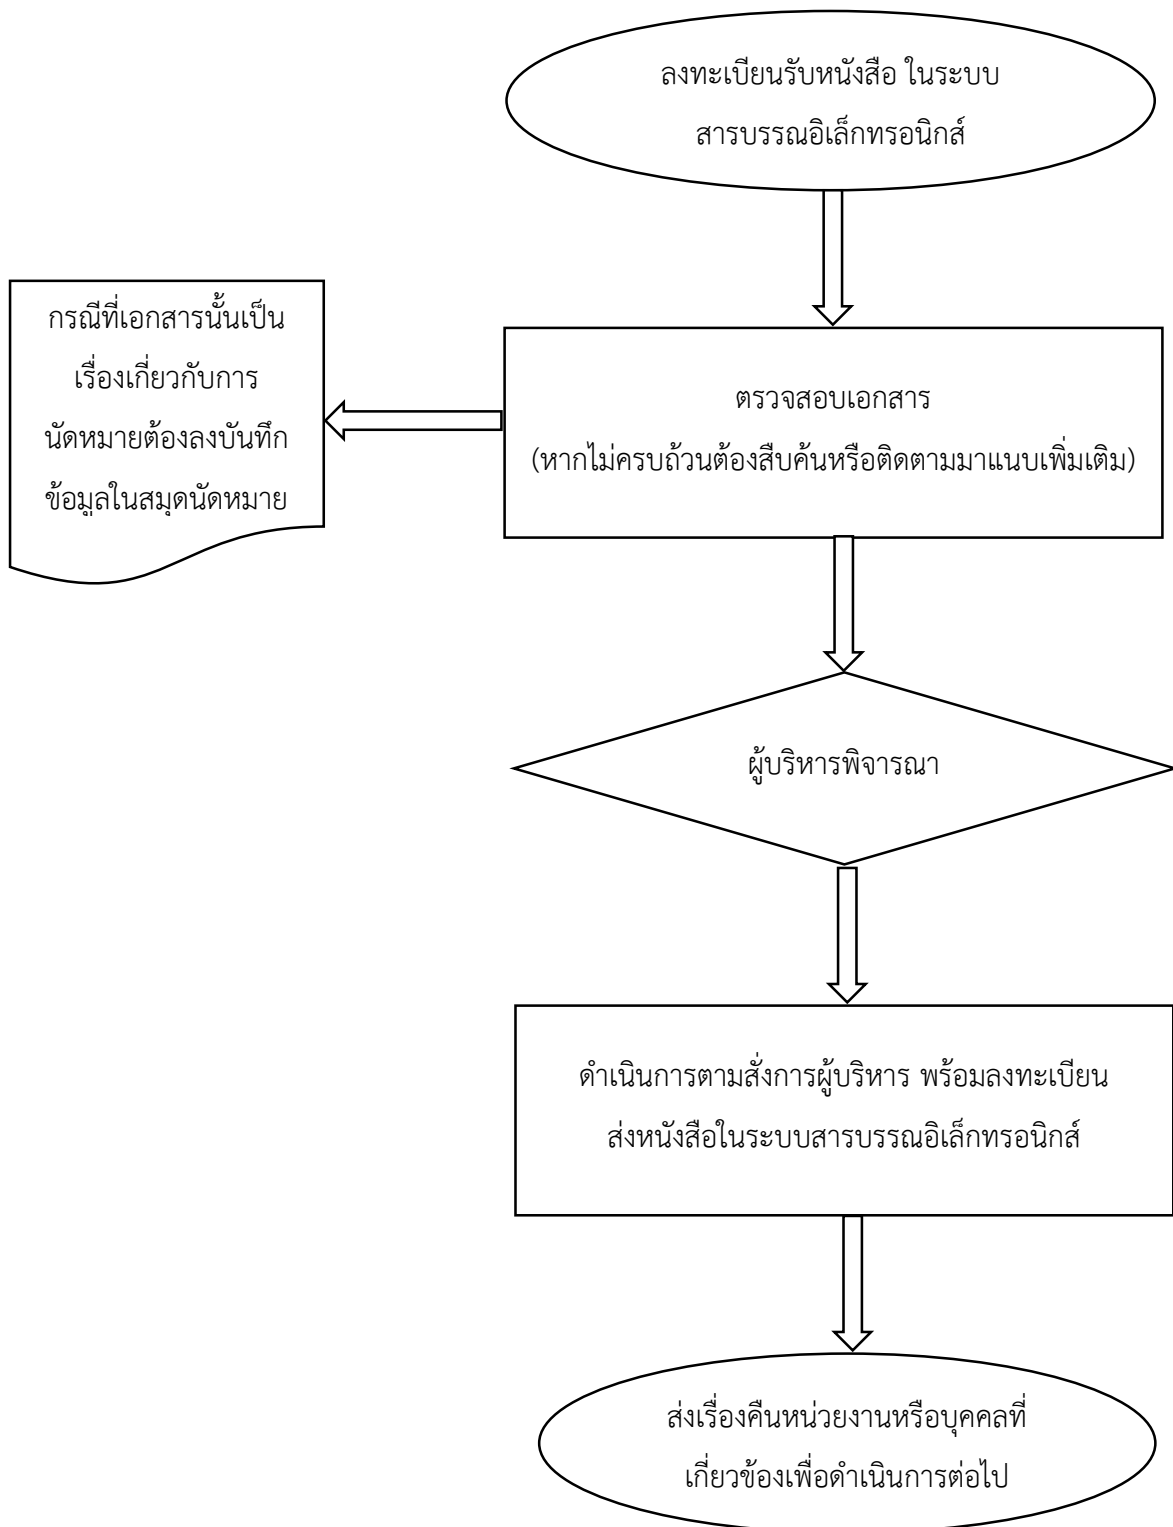 ลงทะเบียนรับหนังสือ ในระบบ
สารบรรณอิเล็กทรอนิกส์
กรณีที่เอกสารนั้นเป็น
เรื่องเกี่ยวกับการ
นัดหมายต้องลงบันทึก
ข้อมูลในสมุดนัดหมาย
ตรวจสอบเอกสาร
(หากไม่ครบถ้วนต้องสืบค้นหรือติดตามมาแนบเพิ่มเติม)
ผู้บริหารพิจารณา
ดำเนินการตามสั่งการผู้บริหาร พร้อมลงทะเบียน
ส่งหนังสือในระบบสารบรรณอิเล็กทรอนิกส์
ส่งเรื่องคืนหน่วยงานหรือบุคคลที่
เกี่ยวข้องเพื่อดำเนินการต่อไป